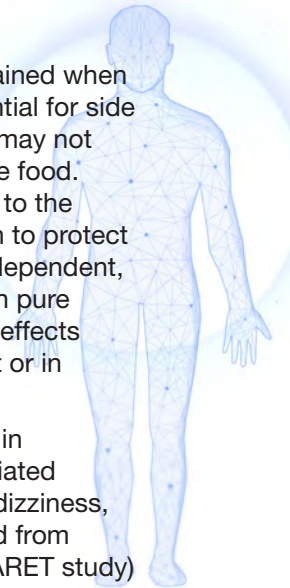 ained when
ntial for side
may not
e food.
to the
n to protect
dependent,
n pure
effects
t or in
in
iated
dizziness,
d from
ARET study)